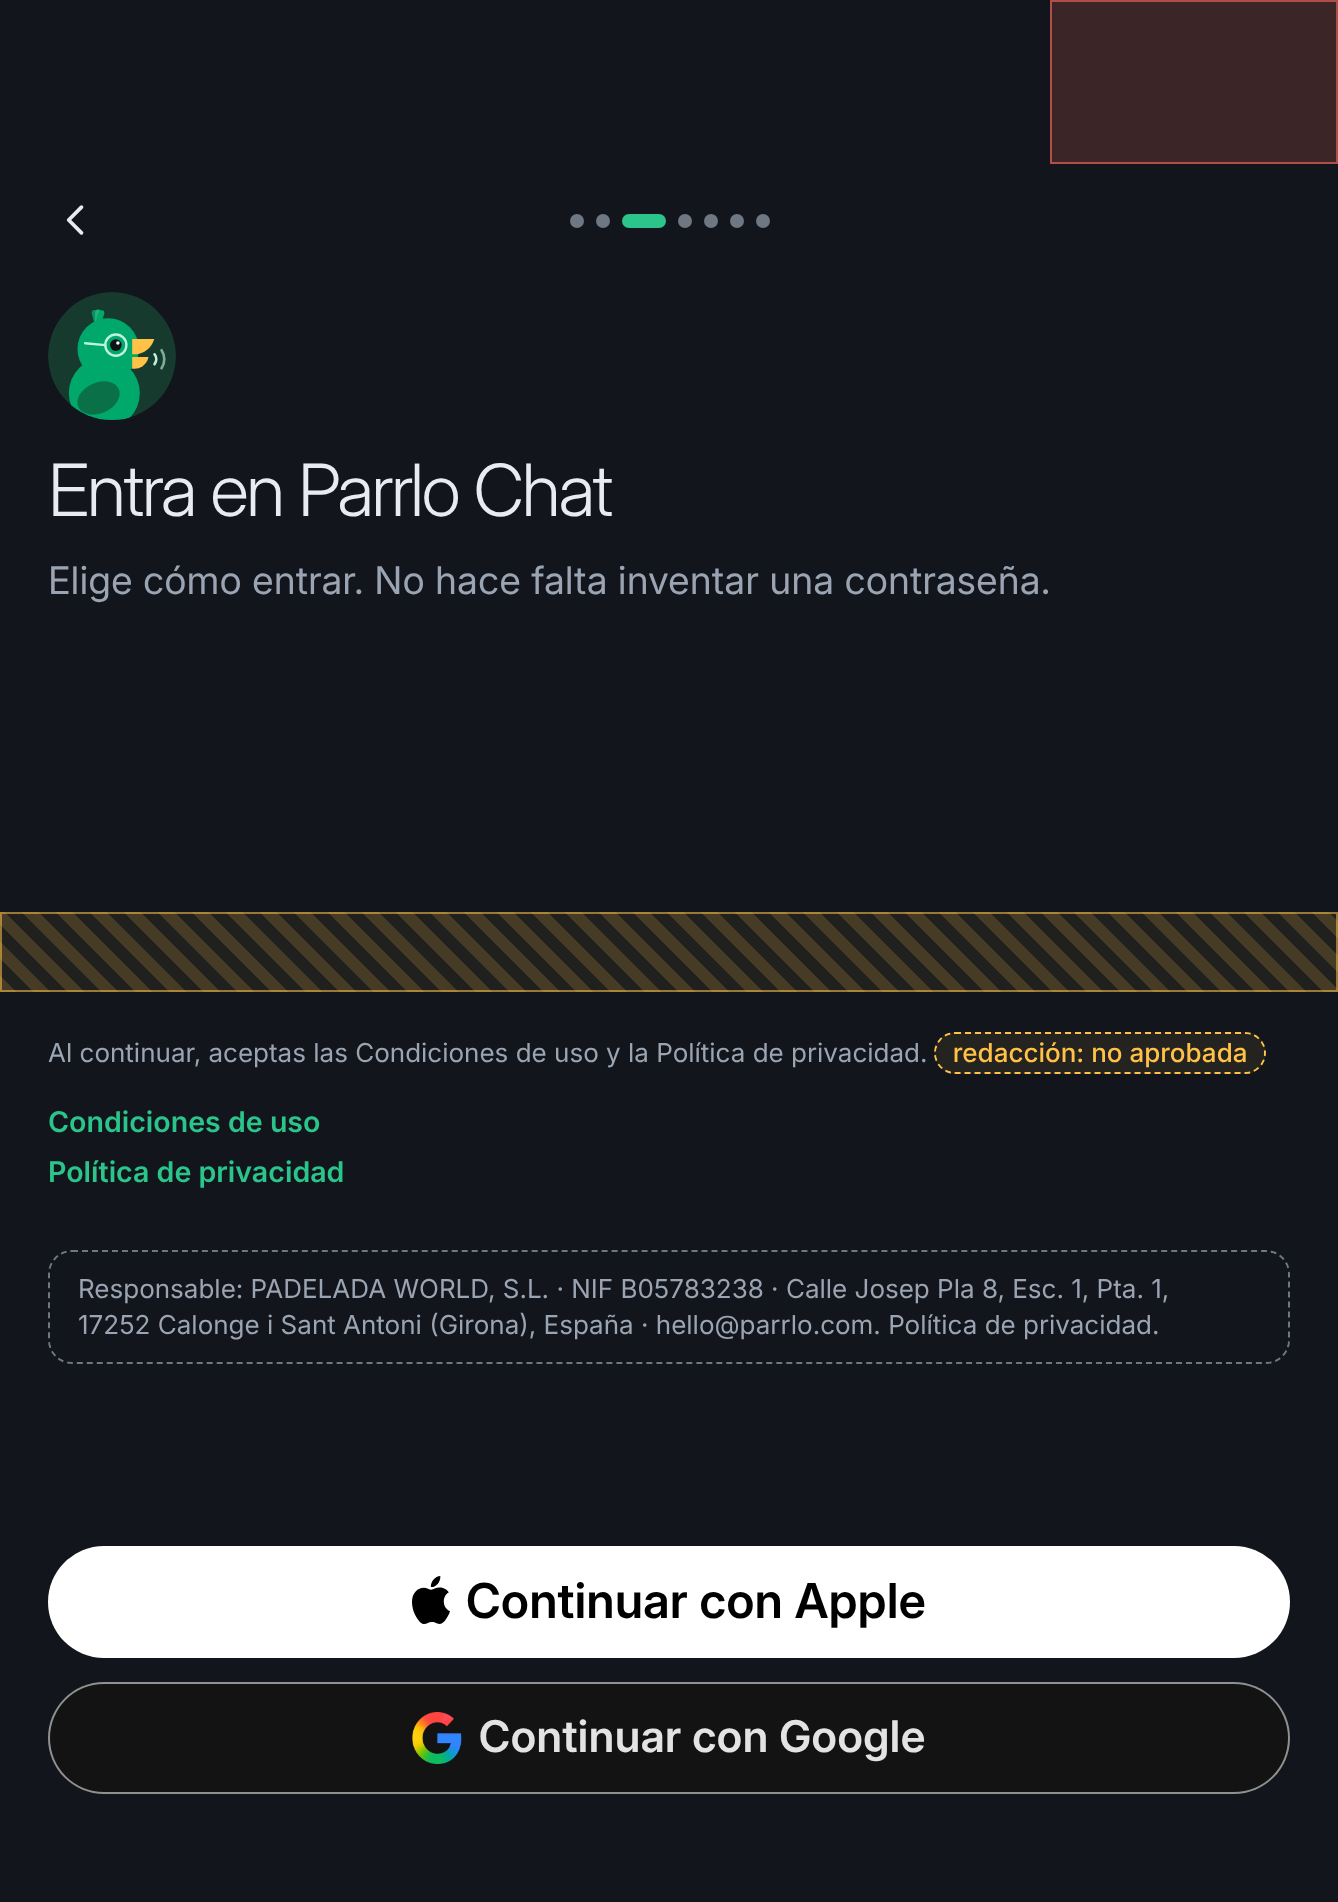 Entra en Parrlo Chat
Elige cómo entrar. No hace falta inventar una contraseña.
Al continuar, aceptas las Condiciones de uso y la Política de privacidad. redacción: no aprobada
Condiciones de uso
Política de privacidad
Responsable: PADELADA WORLD, S.L. · NIF B05783238 · Calle Josep Pla 8, Esc. 1, Pta. 1,
17252 Calonge i Sant Antoni (Girona), España · hello@parrlo.com. Política de privacidad.
Continuar con Apple
Continuar con Google